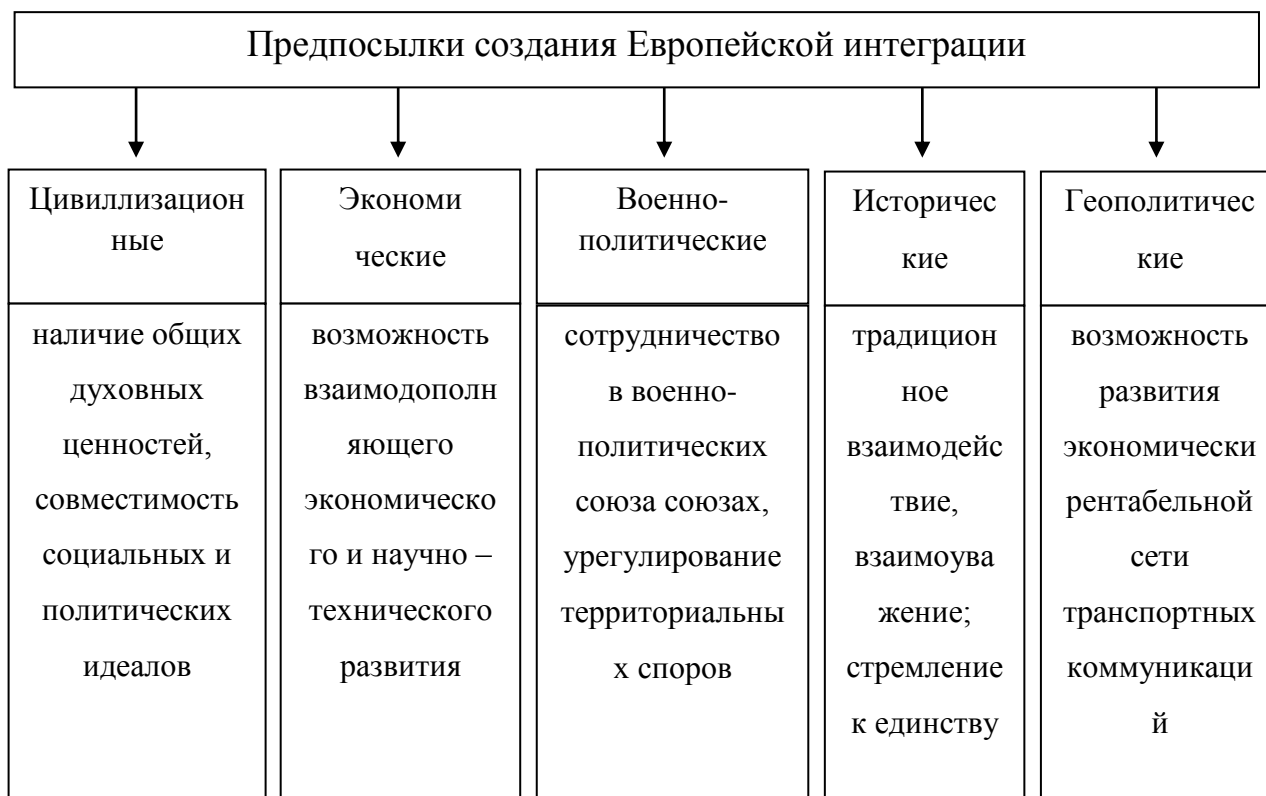 Предпосылки создания Европейской интеграции
Цивиллизацион
ные
наличие общих
духовных
ценностей,
совместимость
социальных и
политических
идеалов
Экономи
ческие
возможность
взаимодополн
яющего
экономическо
го и научно –
технического
развития
Военно-
политические
сотрудничество
в военно-
политических
союза союзах,
урегулирование
территориальны
х споров
Историчес
кие
традицион
ное
взаимодейс
твие,
взаимоува
жение;
стремление
к единству
Геополитичес
кие
возможность
развития
экономически
рентабельной
сети
транспортных
коммуникаци
й